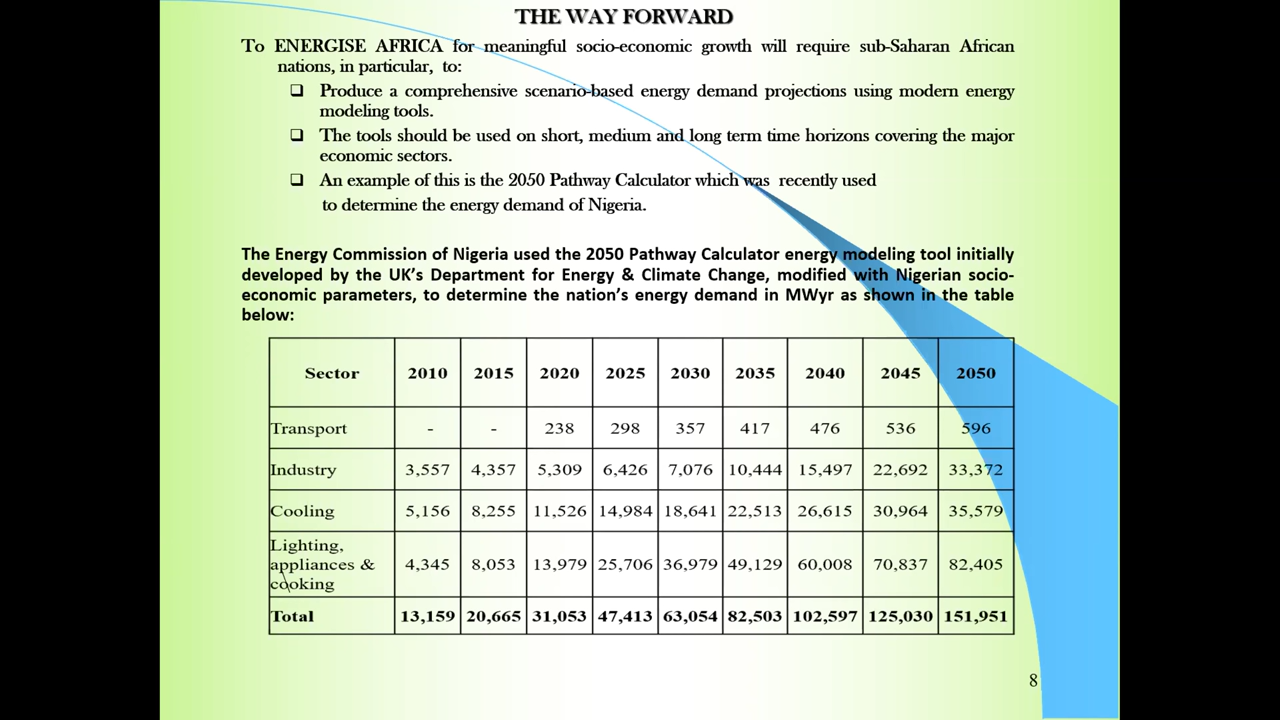 THE WAY FORWARD
To ENERGISE AFRICA for meaningful socio-economic growth will require sub-Saharan African
nations, in particular, to:
❑ Produce a comprehensive scenario-based energy demand projections using modern energy
modeling tools.
❑ The tools should be used on short, medium and long term time horizons covering the major
economic sectors.
❑ An example of this is the 2050 Pathway Calculator which was recently used
to determine the energy demand of Nigeria.
The Energy Commission of Nigeria used the 2050 Pathway Calculator energy modeling tool initially
developed by the UK's Department for Energy & Climate Change, modified with Nigerian socio-
economic parameters, to determine the nation's energy demand in MWyr as shown in the table
below:
Sector 2010 2015 2020 2025 2030 2035 2040 2045 2050
Transport - - 238 298 357 417 476 536 596
Industry 3,557 4,357 5,309 6,426 7,076 10,444 15,497 22,692 33,372
Cooling 5,156 8,255 11,526 14,984 18,641 22,513 26,615 30,964 35,579
Lighting,
appliances & 4,345 8,053 13,979 25,706 36,979 49,129 60,008 70,837 82,405
cooking
Total 13,159 20,665 31,053 47,413 63,054 82,503 102,597 125,030 151,951
8